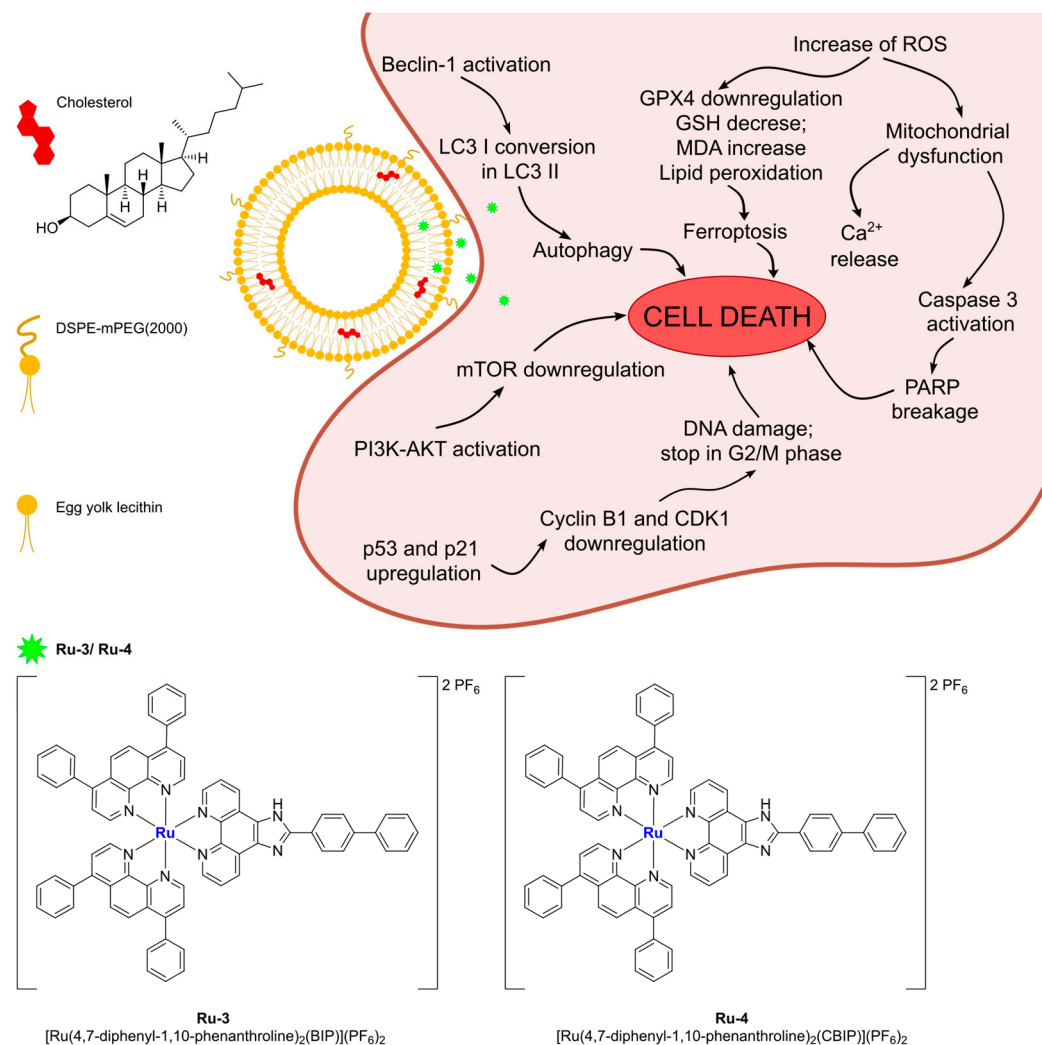 Cholesterol
HO
H
H
H
H
DSPE-mPEG(2000)
Egg yolk lecithin
Beclin-1 activation
LC3 I conversion
in LC3 II
Autophagy
Increase of ROS
GPX4 downregulation
GSH decrese;
MDA increase
Lipid peroxidation
Ferroptosis
Mitochondrial
dysfunction
Ca²⁺
release
Caspase 3
activation
PARP
breakage
CELL DEATH
mTOR downregulation
PI3K-AKT activation
DNA damage;
stop in G2/M phase
Cyclin B1 and CDK1
downregulation
p53 and p21
upregulation
Ru-3/ Ru-4
2 PF₆
N
N
N
N
N
N
Ru
H
N
N
Ru-3
[Ru(4,7-diphenyl-1,10-phenanthroline)₂(BIP)](PF₆)₂
2 PF₆
N
N
N
N
N
N
Ru
H
N
N
Ru-4
[Ru(4,7-diphenyl-1,10-phenanthroline)₂(CBIP)](PF₆)₂